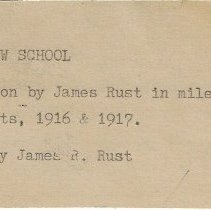 W SCHOOL
on by James Rust in mile
ts, 1916 & 1917.
y James R. Rust